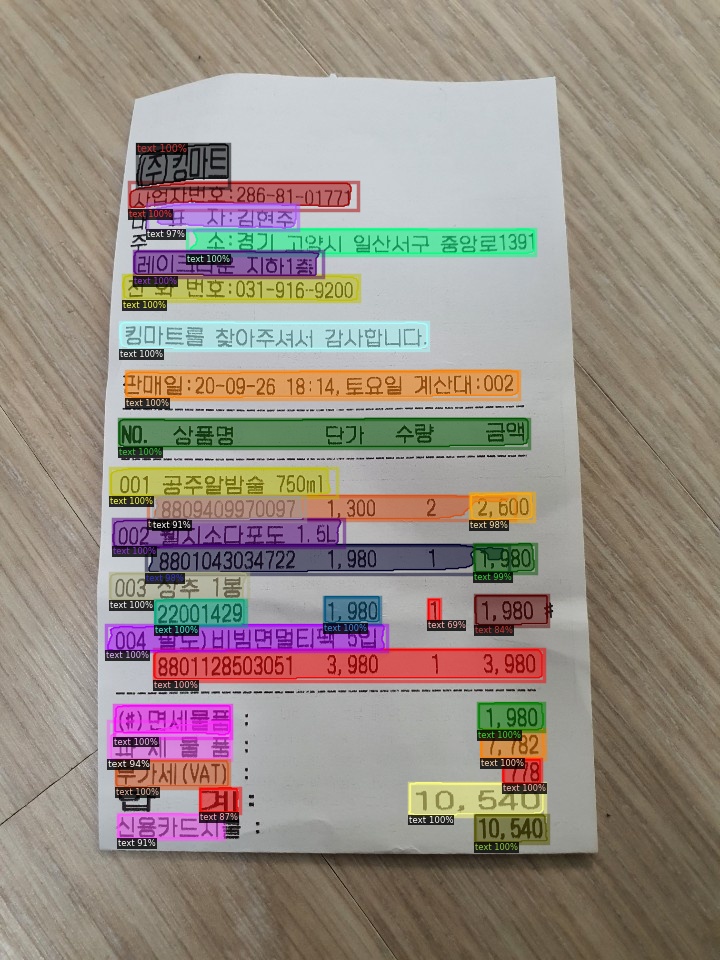 (주)킹마트
사업자번호:286-81-01771
대 표 자:김현주
주 소:경기 고양시 일산서구 중앙로1391
레이크타운 지하1층
전 화 번호:031-916-9200
킹마트를 찾아주셔서 감사합니다.
판매일:20-09-26 18:14,토요일 계산대:002
NO. 상품명 단가 수량 금액
001 공주알밤술 750ml
8809409970097 1,300 2 2,600
002 웰치소다포도 1.5L
8801043034722 1,980 1 1,980
003 상추 1봉
22001429 1,980 1 1,980 #
004 팔도)비빔면멀티팩 5입
8801128503051 3,980 1 3,980
(#)면세물품 : 1,980
과 세 물 품 : 7,782
부가세(VAT) : 778
합 계: 10,540
신용카드지불 : 10,540
text 100%
text 100%
text 97%
text 100%
text 100%
text 100%
text 100%
text 100%
text 100%
text 100%
text 91%
text 98%
text 100%
text 99%
text 100%
text 100%
text 100%
text 69%
text 84%
text 100%
text 100%
text 100%
text 100%
text 94%
text 100%
text 100%
text 100%
text 87%
text 100%
text 91%
text 100%